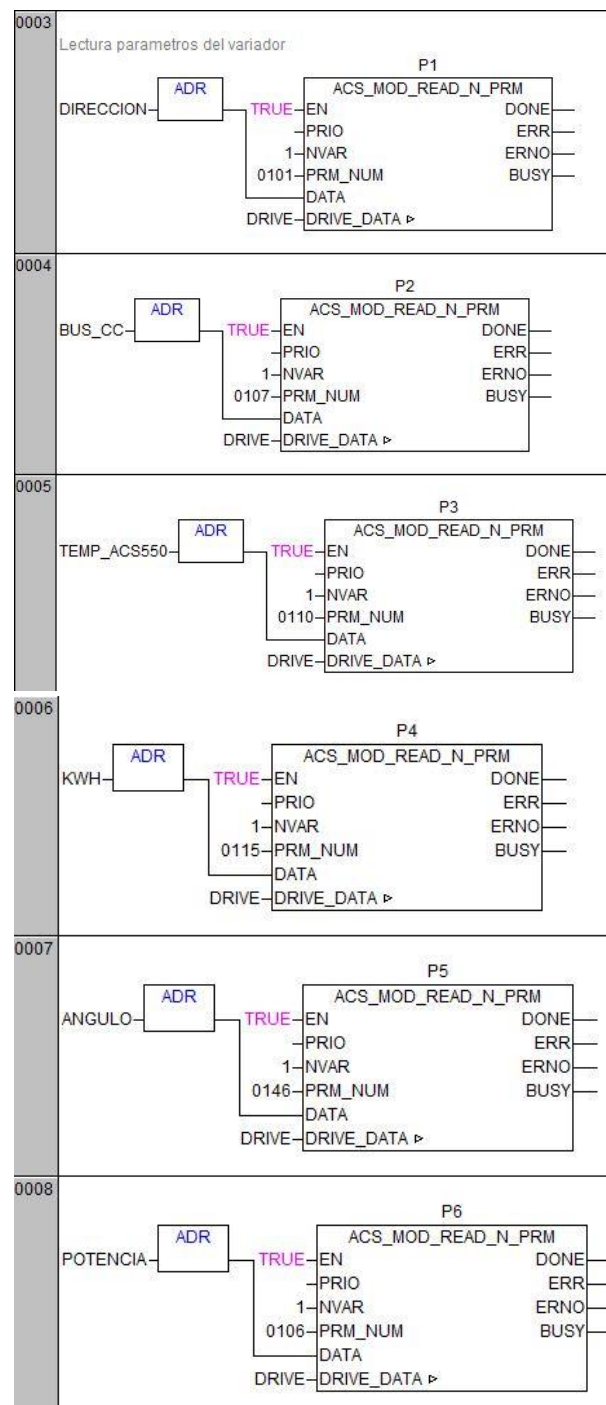 0003
Lectura parametros del variador
P1
ADR ACS_MOD_READ_N_PRM
DIRECCION TRUE EN DONE
PRIO ERR
1 NVAR ERNO
0101 PRM_NUM BUSY
DATA
DRIVE DRIVE_DATA
0004
P2
ADR ACS_MOD_READ_N_PRM
BUS_CC TRUE EN DONE
PRIO ERR
1 NVAR ERNO
0107 PRM_NUM BUSY
DATA
DRIVE DRIVE_DATA
0005
P3
ADR ACS_MOD_READ_N_PRM
TEMP_ACS550 TRUE EN DONE
PRIO ERR
1 NVAR ERNO
0110 PRM_NUM BUSY
DATA
DRIVE DRIVE_DATA
0006
P4
ADR ACS_MOD_READ_N_PRM
KWH TRUE EN DONE
PRIO ERR
1 NVAR ERNO
0115 PRM_NUM BUSY
DATA
DRIVE DRIVE_DATA
0007
P5
ADR ACS_MOD_READ_N_PRM
ANGULO TRUE EN DONE
PRIO ERR
1 NVAR ERNO
0146 PRM_NUM BUSY
DATA
DRIVE DRIVE_DATA
0008
P6
ADR ACS_MOD_READ_N_PRM
POTENCIA TRUE EN DONE
PRIO ERR
1 NVAR ERNO
0106 PRM_NUM BUSY
DATA
DRIVE DRIVE_DATA